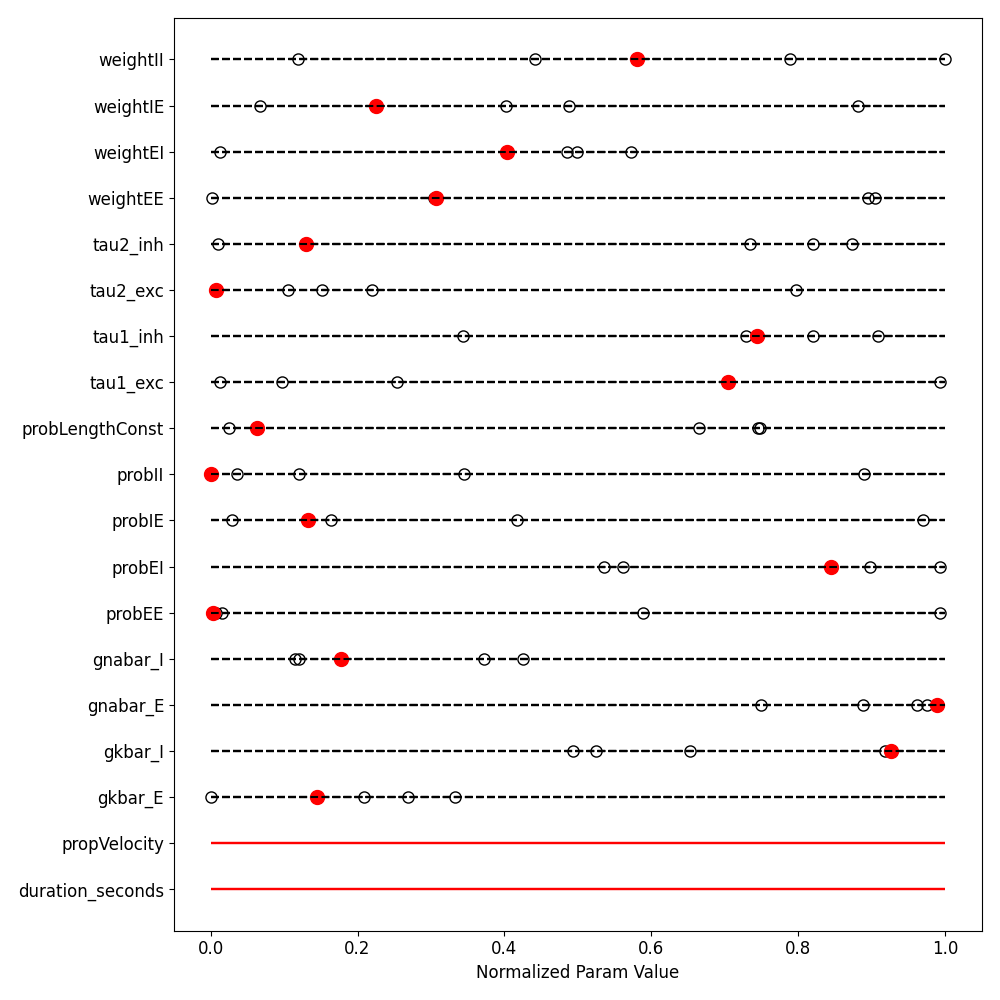 weightII
weightIE
weightEI
weightEE
tau2_inh
tau2_exc
tau1_inh
tau1_exc
probLengthConst
probII
probIE
probEI
probEE
gnabar_I
gnabar_E
gkbar_I
gkbar_E
propVelocity
duration_seconds
0.0 0.2 0.4 0.6 0.8 1.0
Normalized Param Value